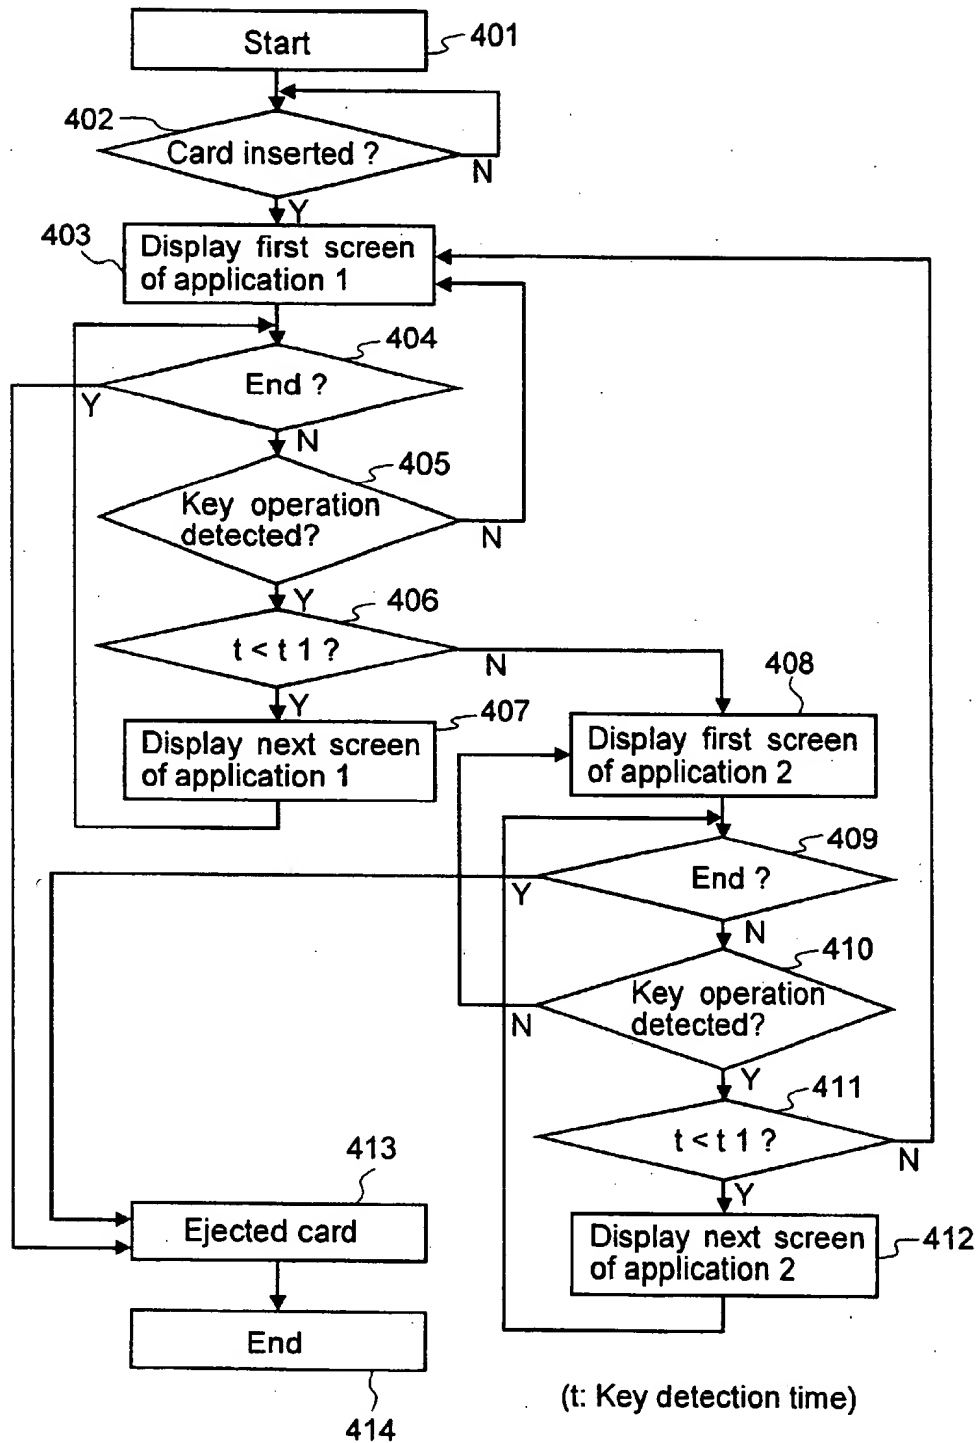 Start
401
402
Card inserted ?
N
Y
403
Display first screen
of application 1
404
End ?
Y
N
405
Key operation
detected?
N
Y
406
t < t 1 ?
N
Y
407
Display next screen
of application 1
408
Display first screen
of application 2
409
End ?
Y
N
410
Key operation
detected?
N
Y
411
t < t 1 ?
N
Y
412
Display next screen
of application 2
413
Ejected card
End
414
(t: Key detection time)